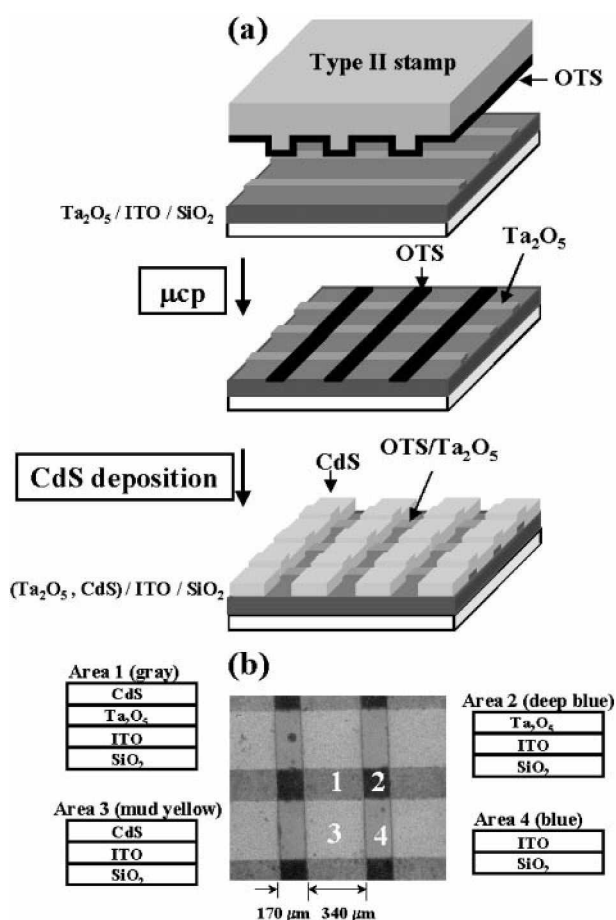 (a)
Type II stamp
OTS
Ta₂O₅ / ITO / SiO₂
OTS
Ta₂O₅
μcp
CdS
OTS/Ta₂O₅
CdS deposition
(Ta₂O₅ , CdS) / ITO / SiO₂
(b)
Area 1 (gray)
CdS
Ta₂O₅
ITO
SiO₂
Area 2 (deep blue)
Ta₂O₅
ITO
SiO₂
1 2
3 4
Area 3 (mud yellow)
CdS
ITO
SiO₂
Area 4 (blue)
ITO
SiO₂
170 μm 340 μm